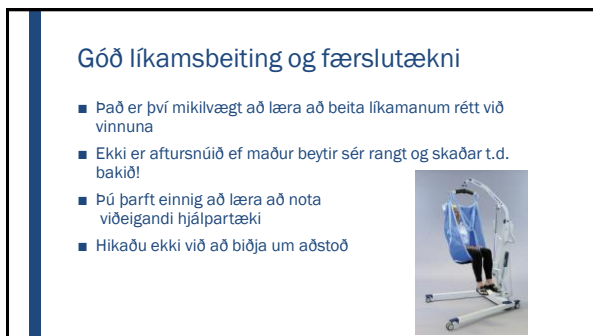 Góð líkamsbeiting og færslutækni
■ Það er því mikilvægt að læra að beita líkamanum rétt við
vinnuna
■ Ekki er aftursnúið ef maður beytir sér rangt og skaðar t.d.
bakið!
■ Þú þarft einnig að læra að nota
viðeigandi hjálpartæki
■ Hikaðu ekki við að biðja um aðstoð